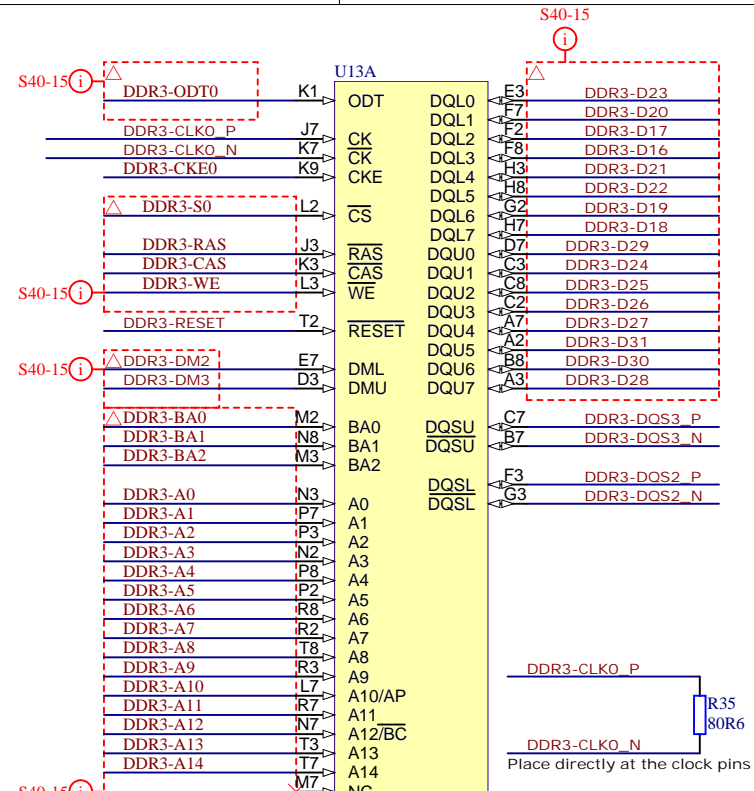 S40-15
i
U13A
S40-15 i
DDR3-ODT0 K1 ODT DQL0 E3 DDR3-D23
DQL1 F7 DDR3-D20
DDR3-CLK0_P J7 CK DQL2 F2 DDR3-D17
DDR3-CLK0_N K7 CK DQL3 F8 DDR3-D16
DDR3-CKE0 K9 CKE DQL4 H3 DDR3-D21
DQL5 H8 DDR3-D22
DDR3-S0 L2 CS DQL6 G2 DDR3-D19
DQL7 H7 DDR3-D18
DDR3-RAS J3 RAS DQU0 D7 DDR3-D29
DDR3-CAS K3 CAS DQU1 C3 DDR3-D24
S40-15 i DDR3-WE L3 WE DQU2 C8 DDR3-D25
DQU3 C2 DDR3-D26
DDR3-RESET T2 RESET DQU4 A7 DDR3-D27
DQU5 A2 DDR3-D31
S40-15 i DDR3-DM2 E7 DML DQU6 B8 DDR3-D30
DDR3-DM3 D3 DMU DQU7 A3 DDR3-D28
DDR3-BA0 M2 BA0 DQSU C7 DDR3-DQS3_P
DDR3-BA1 N8 BA1 DQSU B7 DDR3-DQS3_N
DDR3-BA2 M3 BA2
DQSL F3 DDR3-DQS2_P
DDR3-A0 N3 A0 DQSL G3 DDR3-DQS2_N
DDR3-A1 P7 A1
DDR3-A2 P3 A2
DDR3-A3 N2 A3
DDR3-A4 P8 A4
DDR3-A5 P2 A5
DDR3-A6 R8 A6
DDR3-A7 R2 A7
DDR3-A8 T8 A8
DDR3-A9 R3 A9 DDR3-CLK0_P
DDR3-A10 L7 A10/AP
DDR3-A11 R7 A11 R35
DDR3-A12 N7 A12/BC 80R6
DDR3-A13 T3 A13 DDR3-CLK0_N
DDR3-A14 T7 A14 Place directly at the clock pins
S40-15 i M7 NC